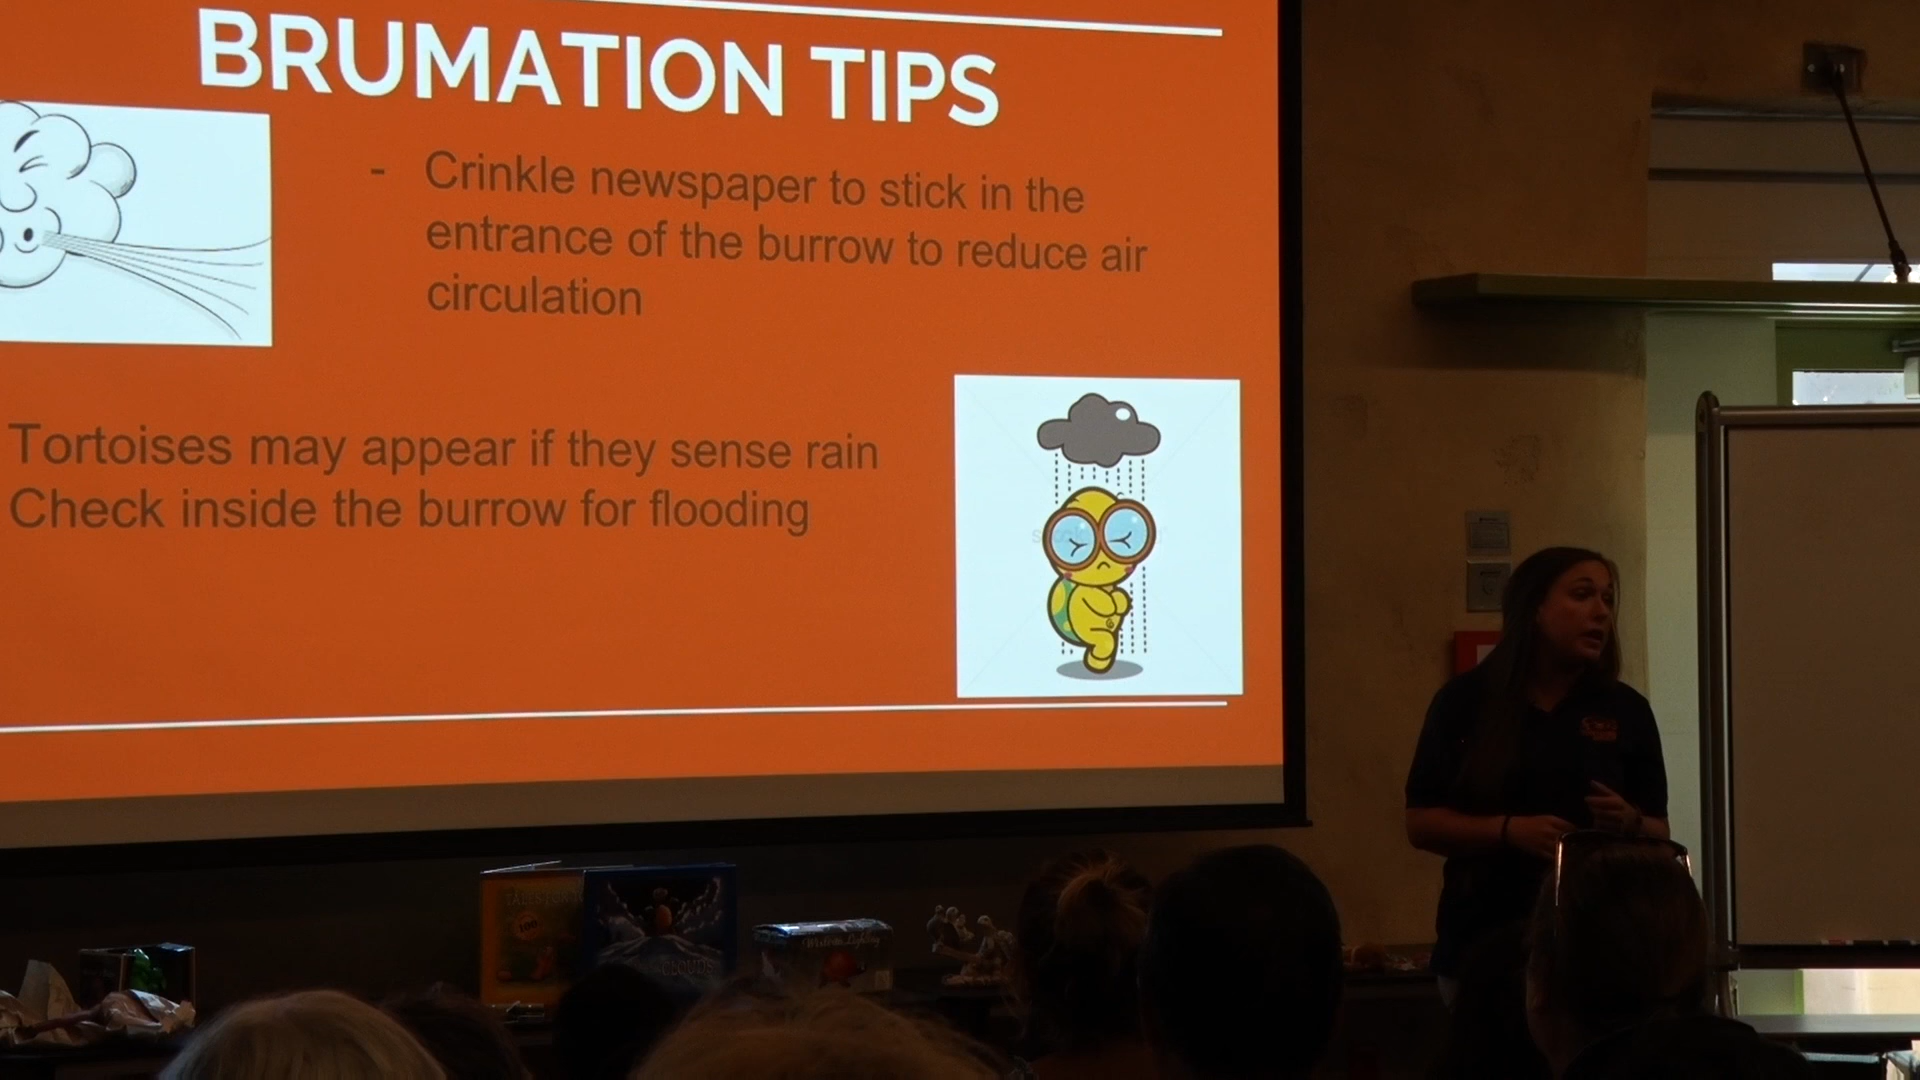 BRUMATION TIPS
- Crinkle newspaper to stick in the
entrance of the burrow to reduce air
circulation
Tortoises may appear if they sense rain
Check inside the burrow for flooding
CLOUDS